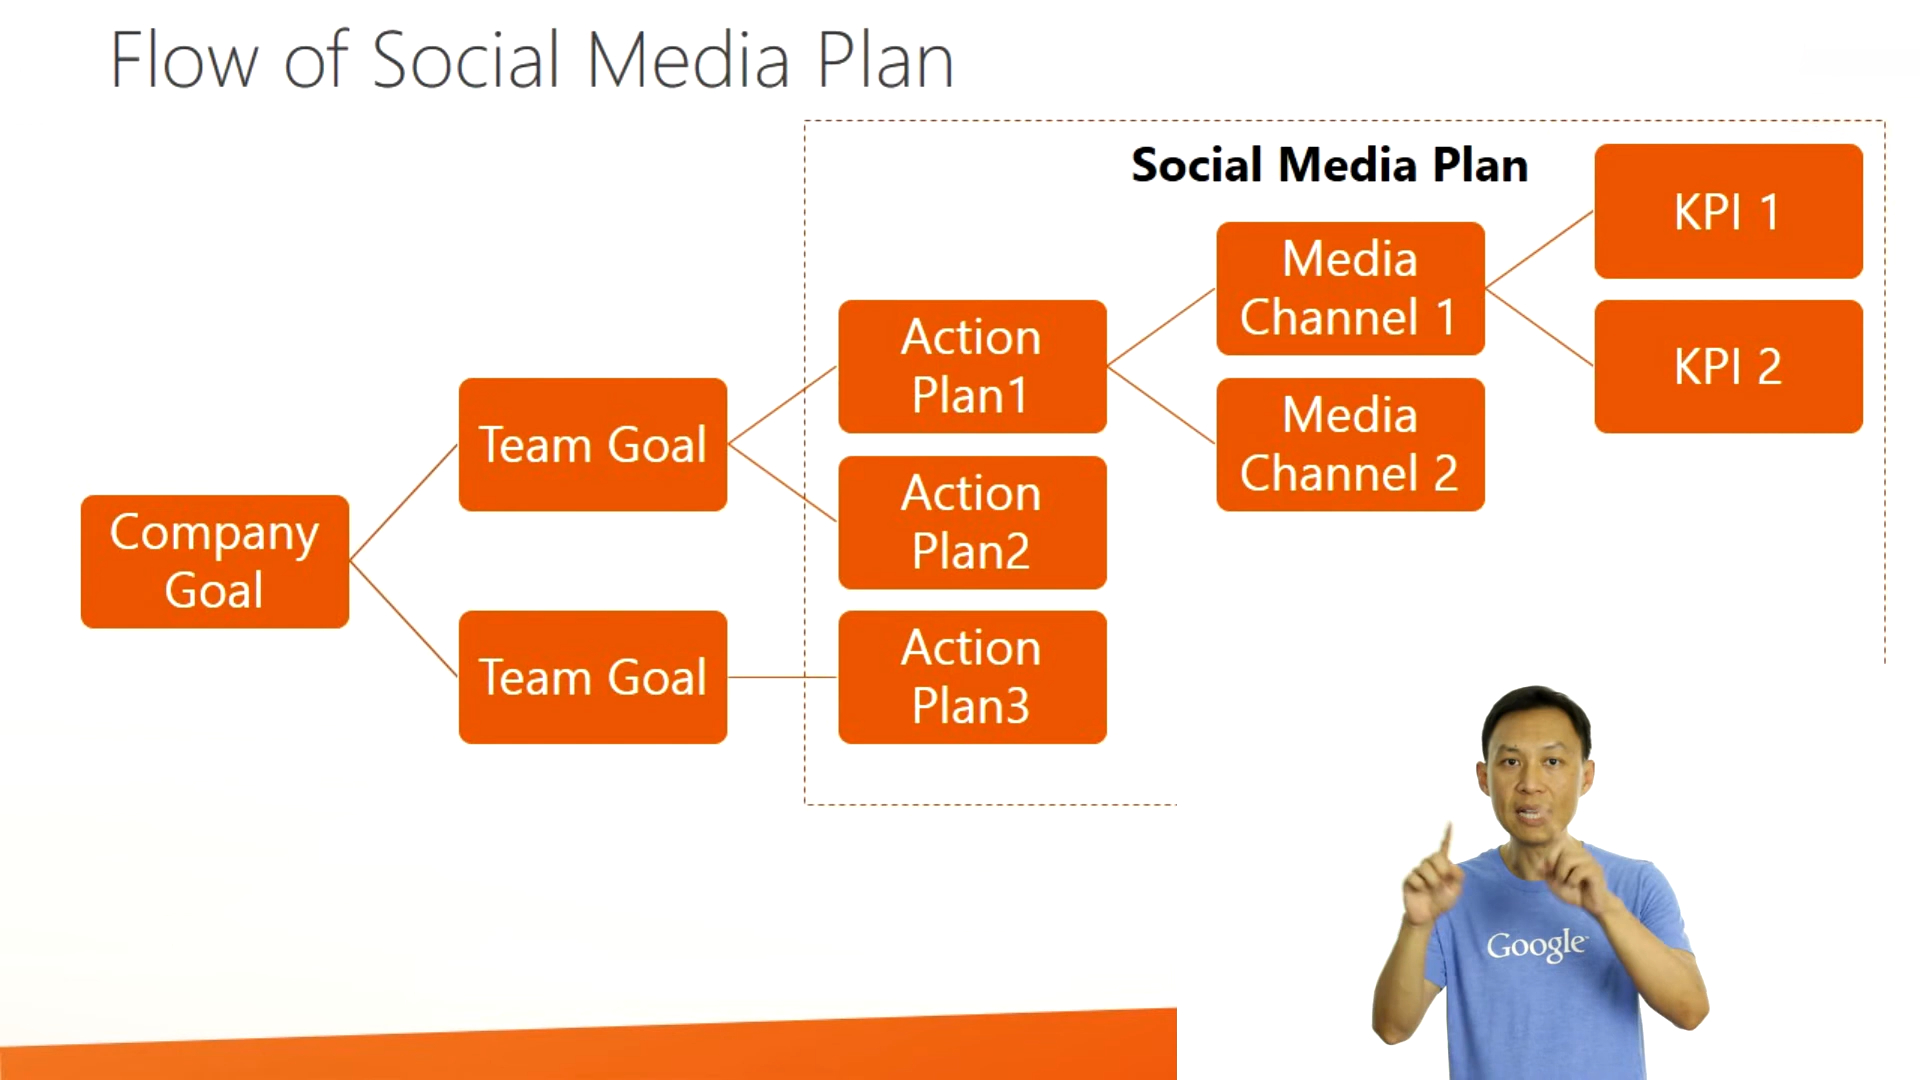 Flow of Social Media Plan
Social Media Plan
Company
Goal
Team Goal
Team Goal
Action
Plan1
Action
Plan2
Action
Plan3
Media
Channel 1
Media
Channel 2
KPI 1
KPI 2
Google